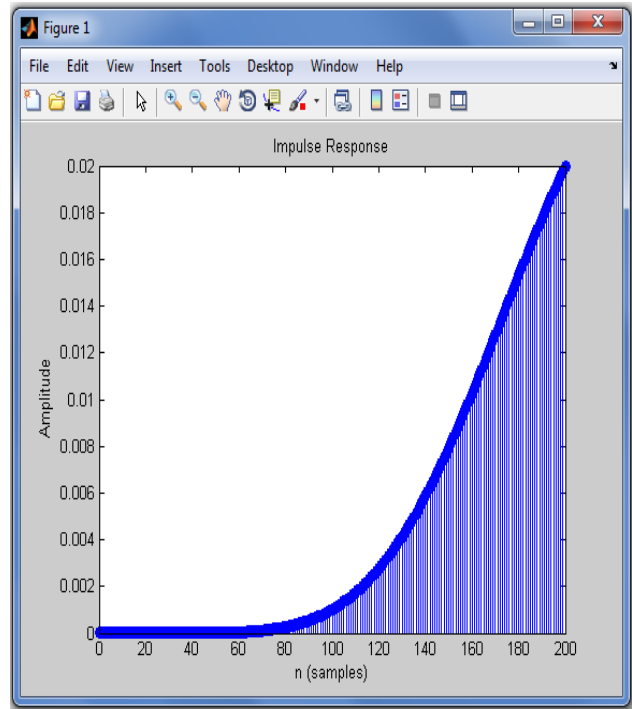 Figure 1
File Edit View Insert Tools Desktop Window Help
Impulse Response
0.02
0.018
0.016
0.014
0.012
0.01
0.008
0.006
0.004
0.002
0
Amplitude
0 20 40 60 80 100 120 140 160 180 200
n (samples)